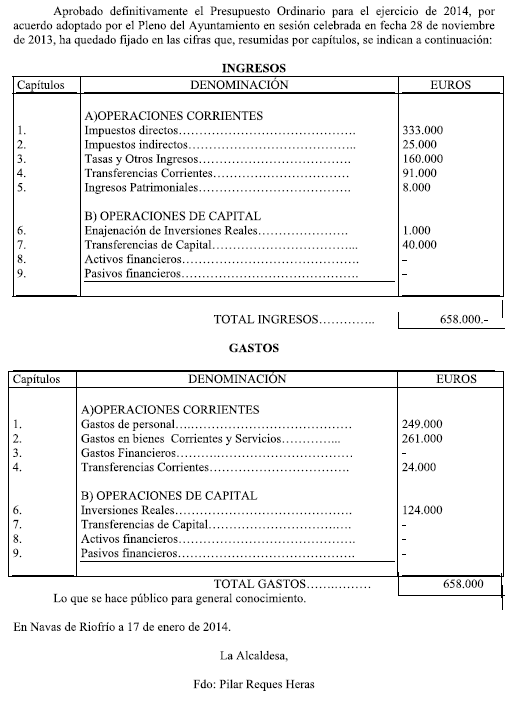 Aprobado definitivamente el Presupuesto Ordinario para el ejercicio de 2014, por
acuerdo adoptado por el Pleno del Ayuntamiento en sesión celebrada en fecha 28 de noviembre
de 2013, ha quedado fijado en las cifras que, resumidas por capítulos, se indican a continuación:
INGRESOS
Capítulos DENOMINACIÓN EUROS
A)OPERACIONES CORRIENTES
1. Impuestos directos............................................ 333.000
2. Impuestos indirectos......................................... 25.000
3. Tasas y Otros Ingresos..................................... 160.000
4. Transferencias Corrientes................................. 91.000
5. Ingresos Patrimoniales..................................... 8.000
B) OPERACIONES DE CAPITAL
6. Enajenación de Inversiones Reales...................... 1.000
7. Transferencias de Capital................................... 40.000
8. Activos financieros........................................... –
9. Pasivos financieros........................................... –
TOTAL INGRESOS.............. 658.000.-
GASTOS
Capítulos DENOMINACIÓN EUROS
A)OPERACIONES CORRIENTES
1. Gastos de personal........................................... 249.000
2. Gastos en bienes Corrientes y Servicios.............. 261.000
3. Gastos Financieros........................................... -
4. Transferencias Corrientes.................................. 24.000
B) OPERACIONES DE CAPITAL
6. Inversiones Reales........................................... 124.000
7. Transferencias de Capital.................................. -
8. Activos financieros.......................................... -
9. Pasivos financieros.......................................... -
TOTAL GASTOS................ 658.000
Lo que se hace público para general conocimiento.
En Navas de Riofrío a 17 de enero de 2014.
La Alcaldesa,
Fdo: Pilar Reques Heras